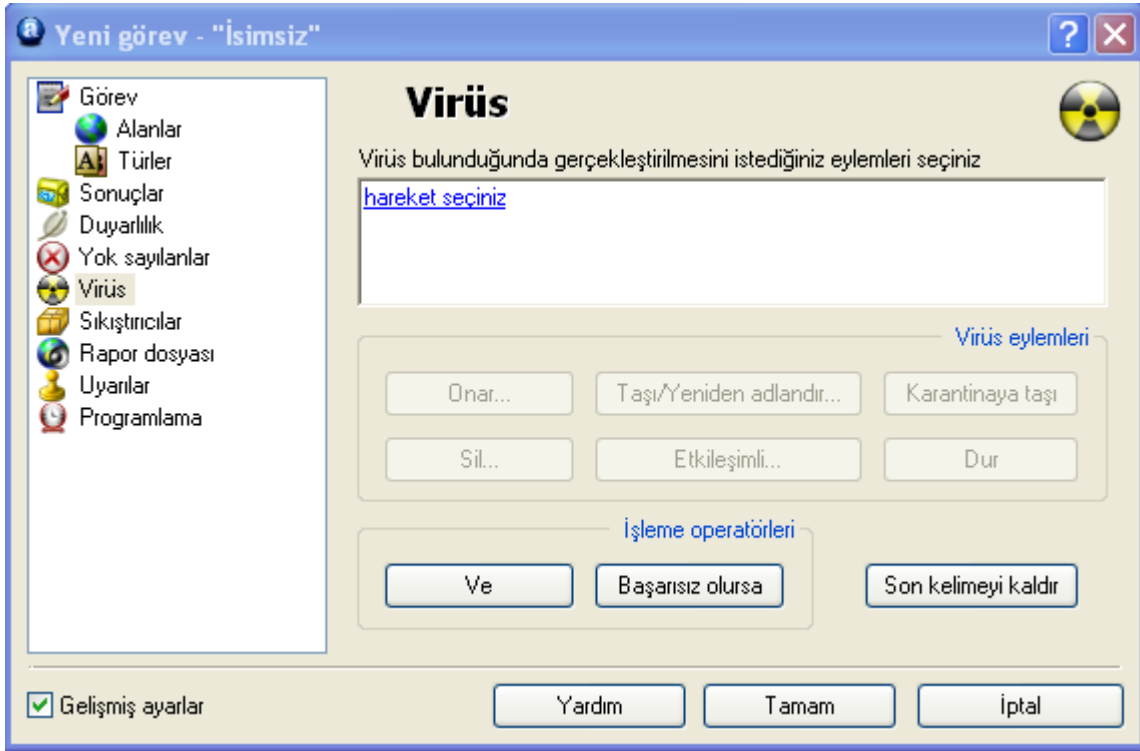 Yeni görev - "İsimsiz"
Görev
Alanlar
Türler
Sonuçlar
Duyarlılık
Yok sayılanlar
Virüs
Sıkıştırıcılar
Rapor dosyası
Uyarılar
Programlama
Virüs
Virüs bulunduğunda gerçekleştirilmesini istediğiniz eylemleri seçiniz
hareket seçiniz
Virüs eylemleri
Onar... Taşı/Yeniden adlandır... Karantinaya taşı
Sil... Etkileşimli... Dur
İşleme operatörleri
Ve Başarısız olursa Son kelimeyi kaldır
Gelişmiş ayarlar Yardım Tamam İptal